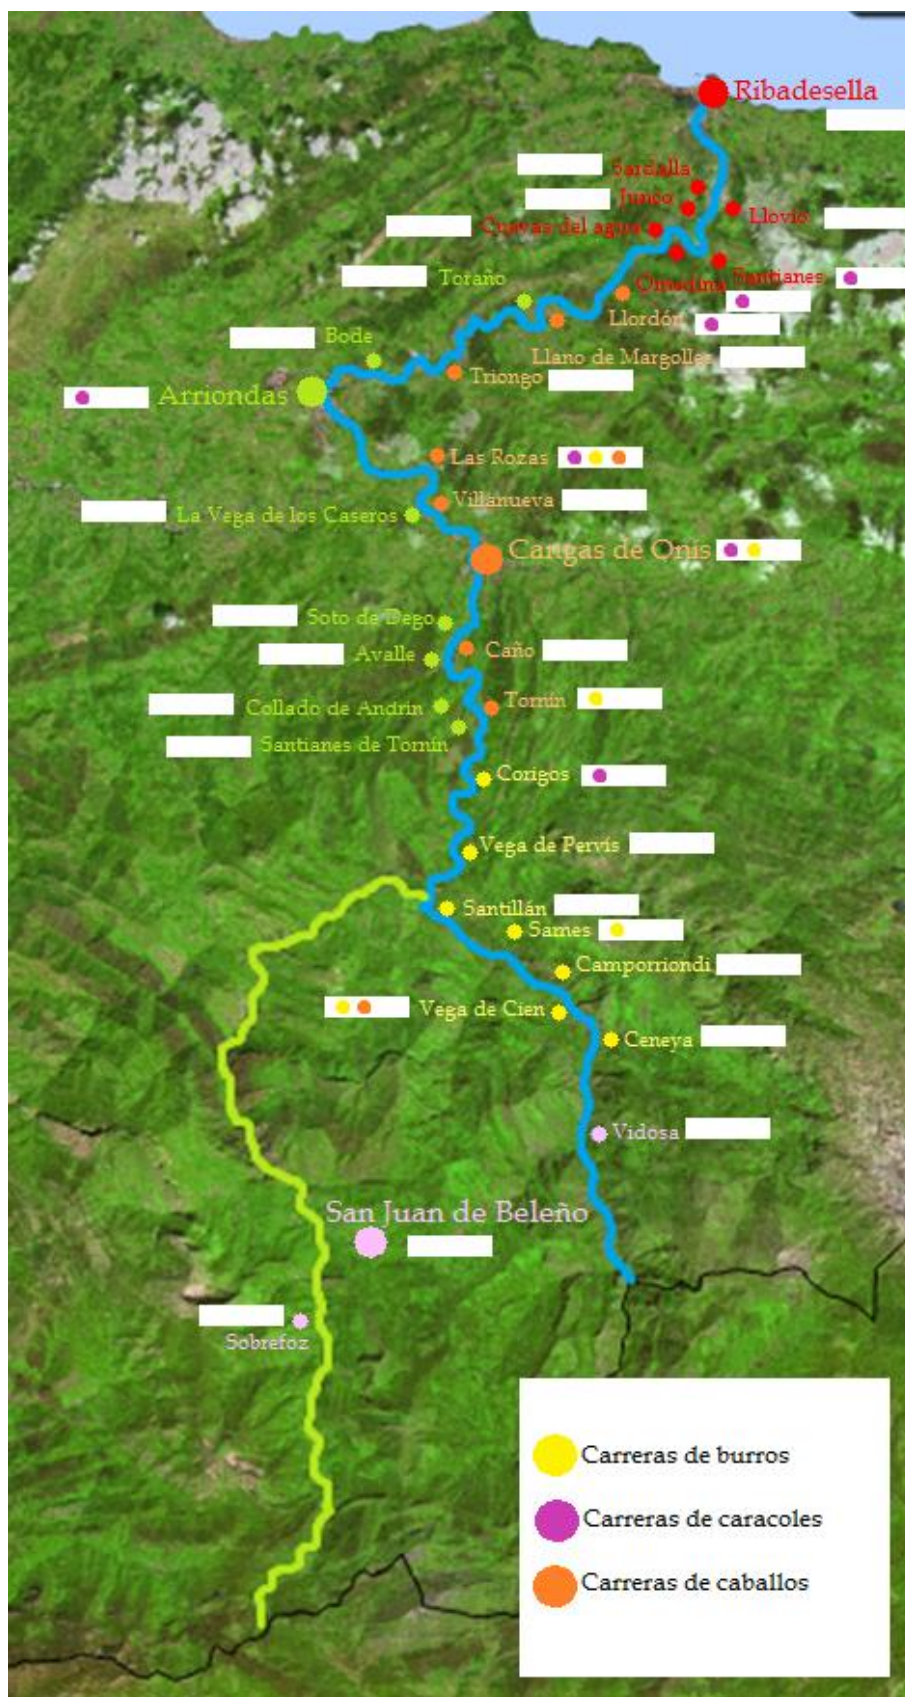 Ribadesella
Sardalla
Junco
Llovio
Cuevas del agua
Santianes
Omedina
Toraño
Llordón
Bode
Llano de Margolles
Triongo
Arriondas
Las Rozas
Villanueva
La Vega de los Caseros
Cangas de Onís
Soto de Dego
Avalle
Caño
Collado de Andrín
Tornín
Santianes de Tornín
Corigos
Vega de Pervís
Santillán
Sames
Camporriondi
Vega de Cien
Ceneya
Vidosa
San Juan de Beleño
Sobrefoz
Carreras de burros
Carreras de caracoles
Carreras de caballos